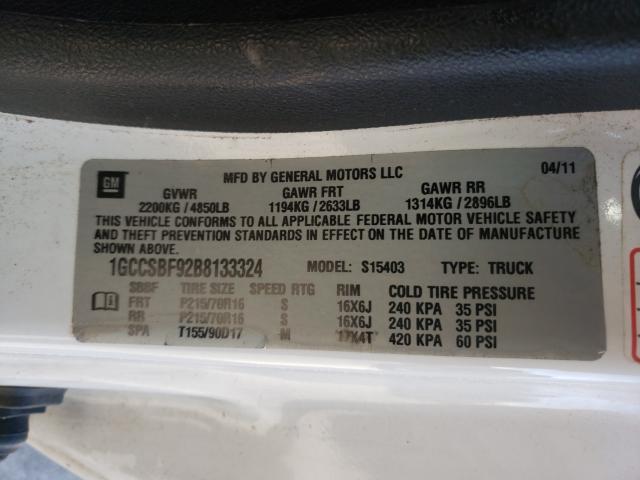 GM MFD BY GENERAL MOTORS LLC 04/11
GVWR GAWR FRT GAWR RR
2200KG / 4850LB 1194KG / 2633LB 1314KG / 2896LB
THIS VEHICLE CONFORMS TO ALL APPLICABLE FEDERAL MOTOR VEHICLE SAFETY
AND THEFT PREVENTION STANDARDS IN EFFECT ON THE DATE OF MANUFACTURE
SHOWN ABOVE.
1GCCSBF92B8133324 MODEL: S15403 TYPE: TRUCK
SBBF TIRE SIZE SPEED RTG RIM COLD TIRE PRESSURE
FRT P215/70R16 S 16X6J 240 KPA 35 PSI
RR P215/70R16 S 16X6J 240 KPA 35 PSI
SPA T155/90D17 M 17X4T 420 KPA 60 PSI